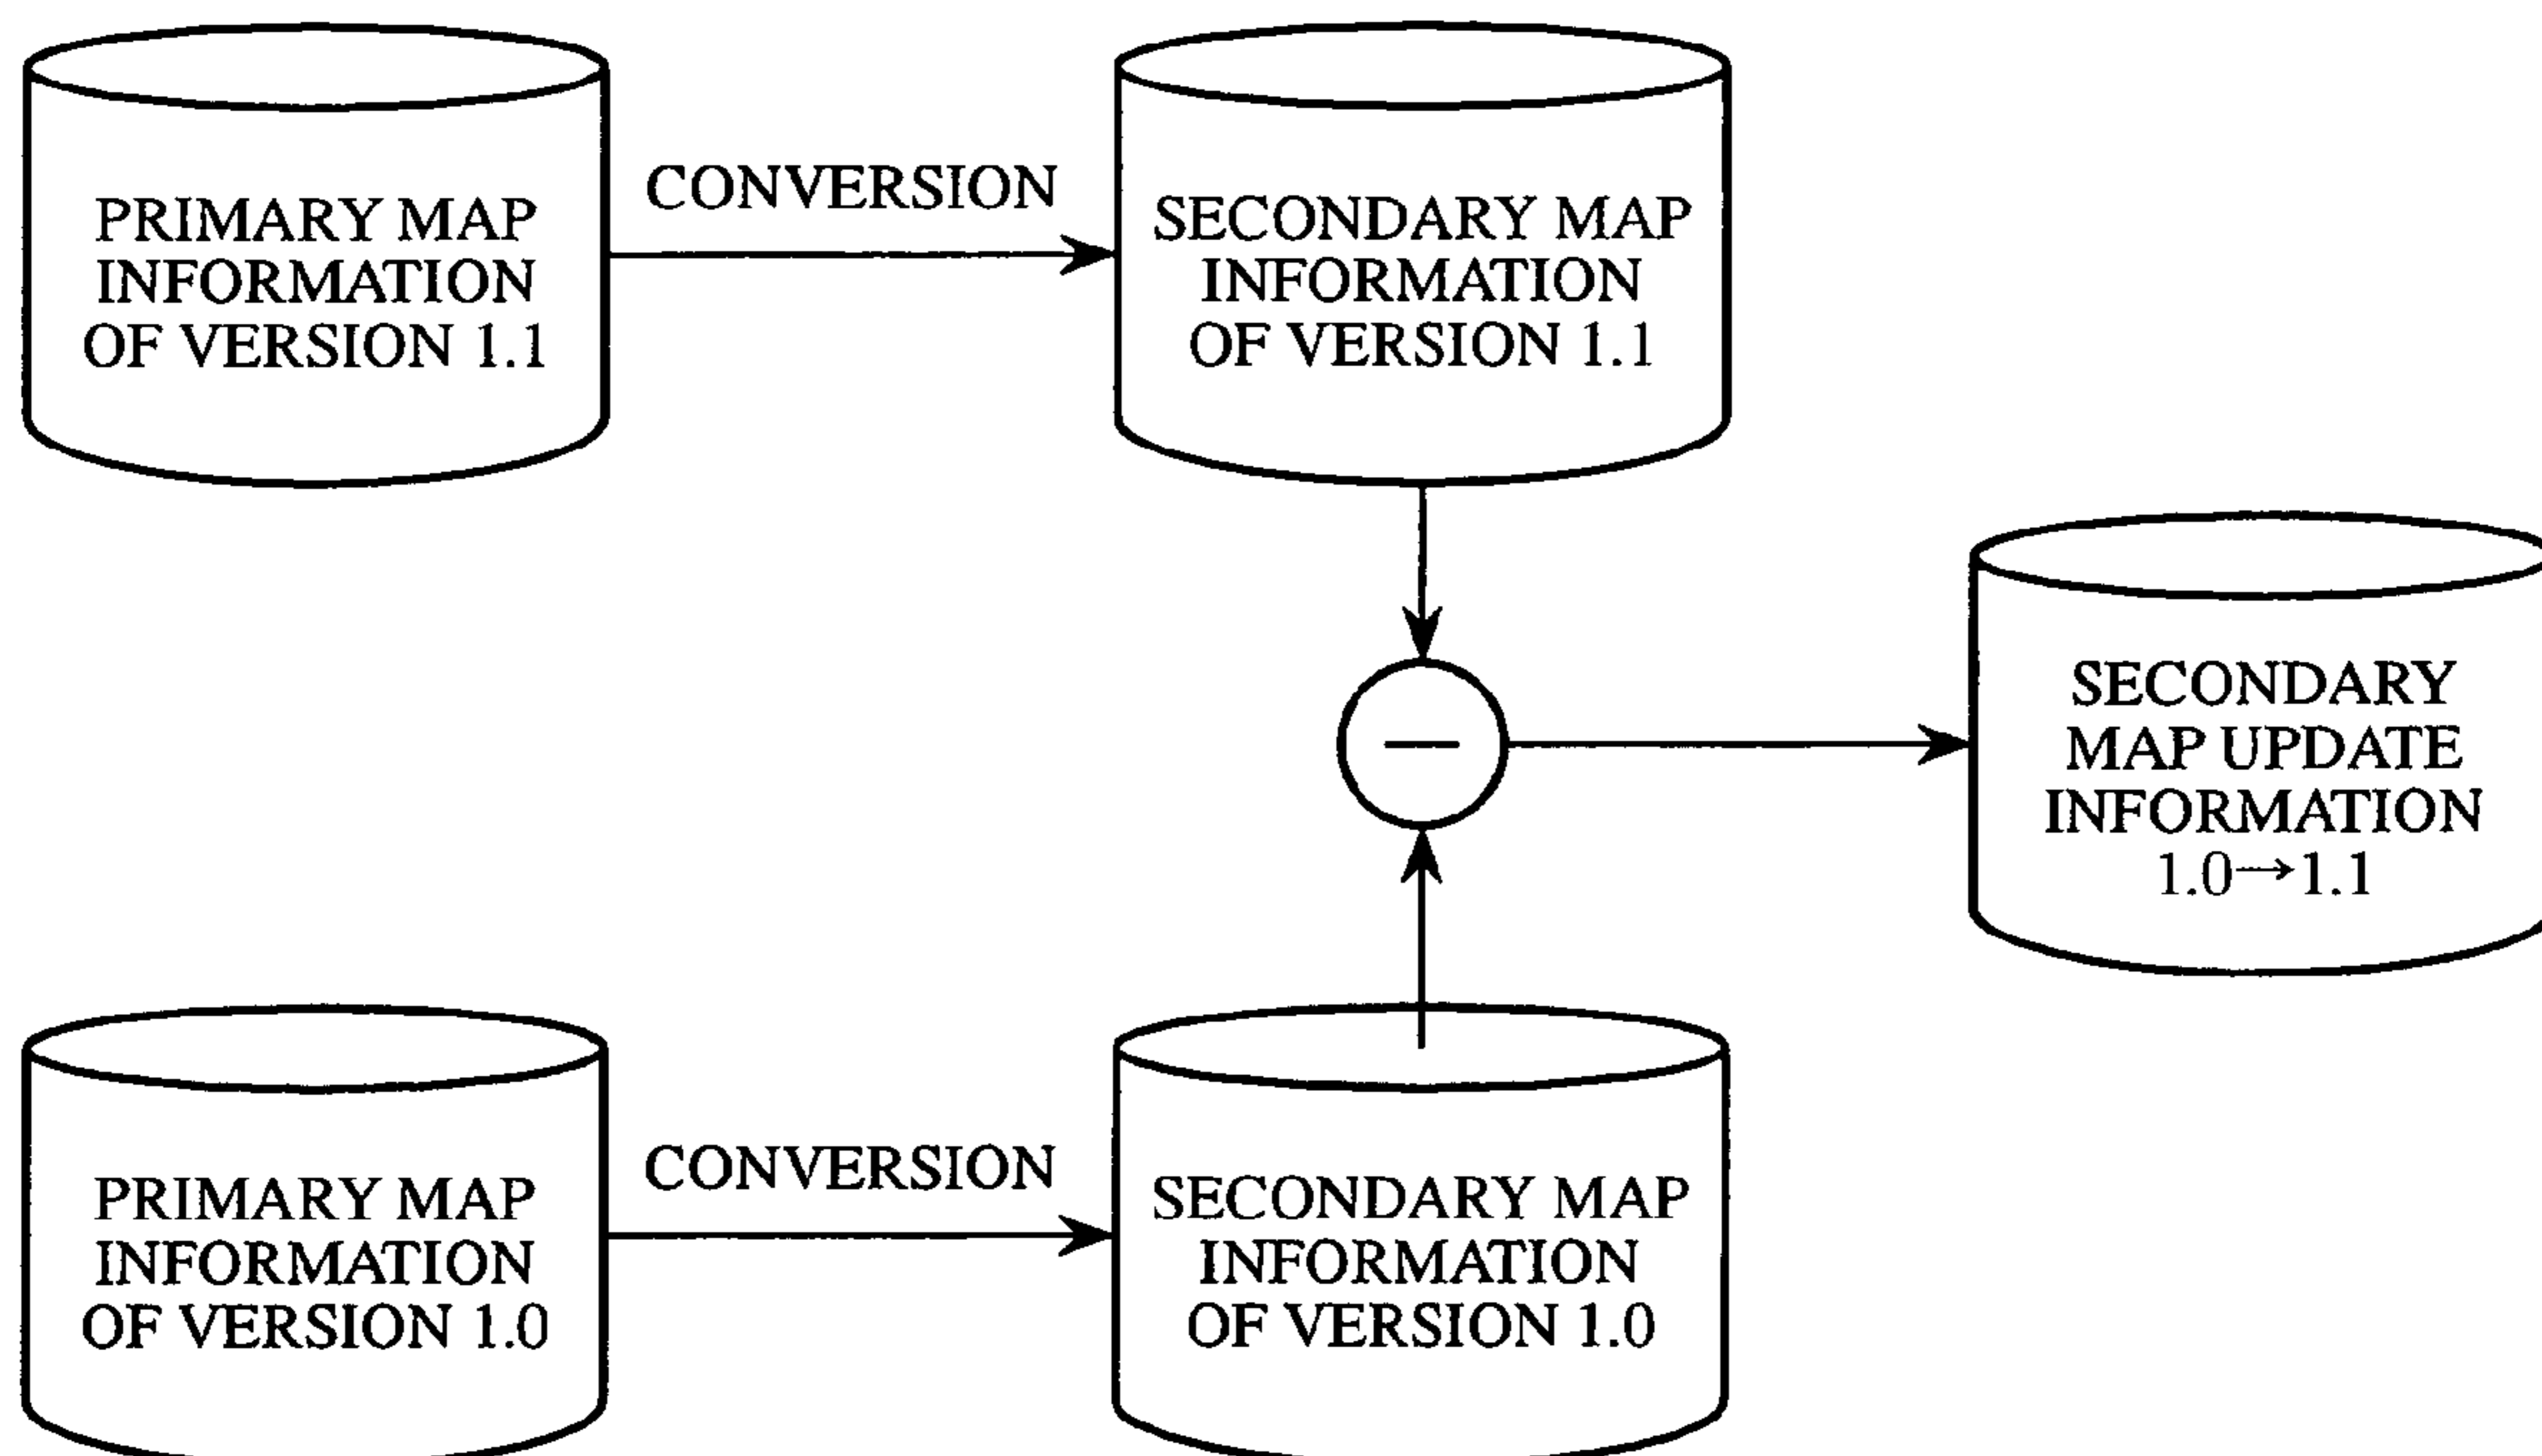 PRIMARY MAP
INFORMATION
OF VERSION 1.1
CONVERSION
SECONDARY MAP
INFORMATION
OF VERSION 1.1
—
SECONDARY
MAP UPDATE
INFORMATION
1.0→1.1
PRIMARY MAP
INFORMATION
OF VERSION 1.0
CONVERSION
SECONDARY MAP
INFORMATION
OF VERSION 1.0